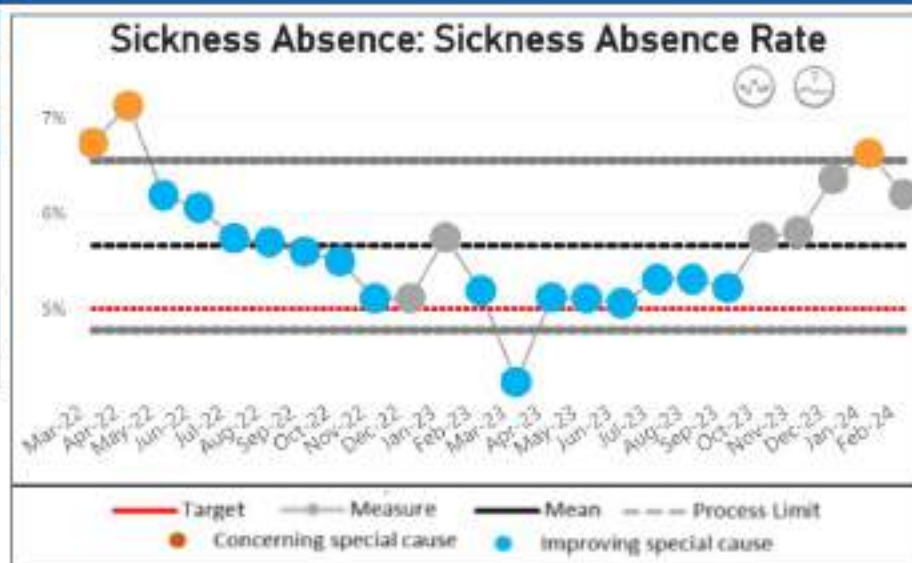 Sickness Absence: Sickness Absence Rate
?
7%
6%
5%
Mar-22 Apr-22 May-22 Jun-22 Jul-22 Aug-22 Sep-22 Oct-22 Nov-22 Dec-22 Jan-23 Feb-23 Mar-23 Apr-23 May-23 Jun-23 Jul-23 Aug-23 Sep-23 Oct-23 Nov-23 Dec-23 Jan-24 Feb-24
Target Measure Mean Process Limit
Concerning special cause Improving special cause